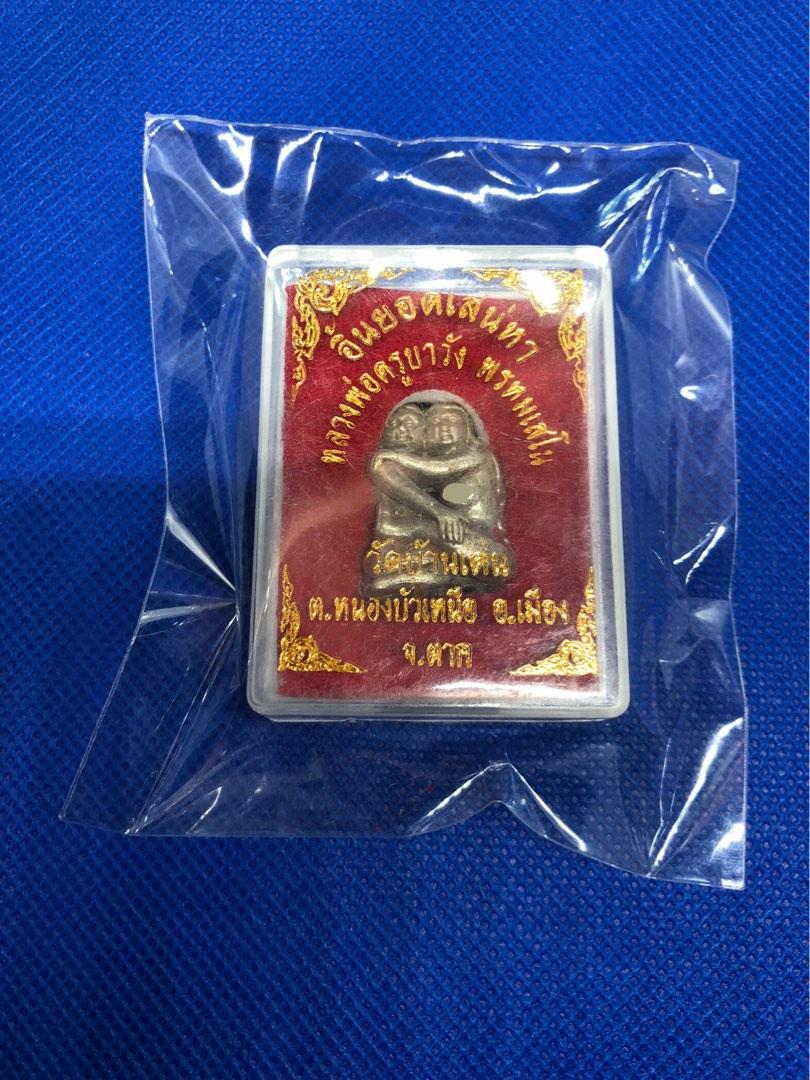 อิ้นยอดเสน่หา
หลวงพ่อครูบาวัง พรหมเสโน
วัดบ้านเด่น
ต.หนองบัวเหนือ อ.เมือง
จ.ตาก